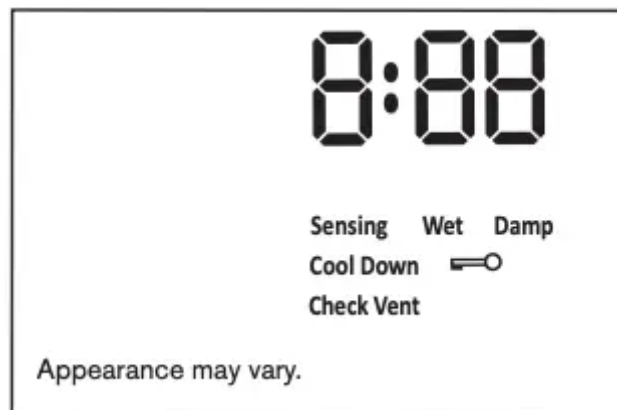 8:88
Sensing Wet Damp
Cool Down
Check Vent
Appearance may vary.